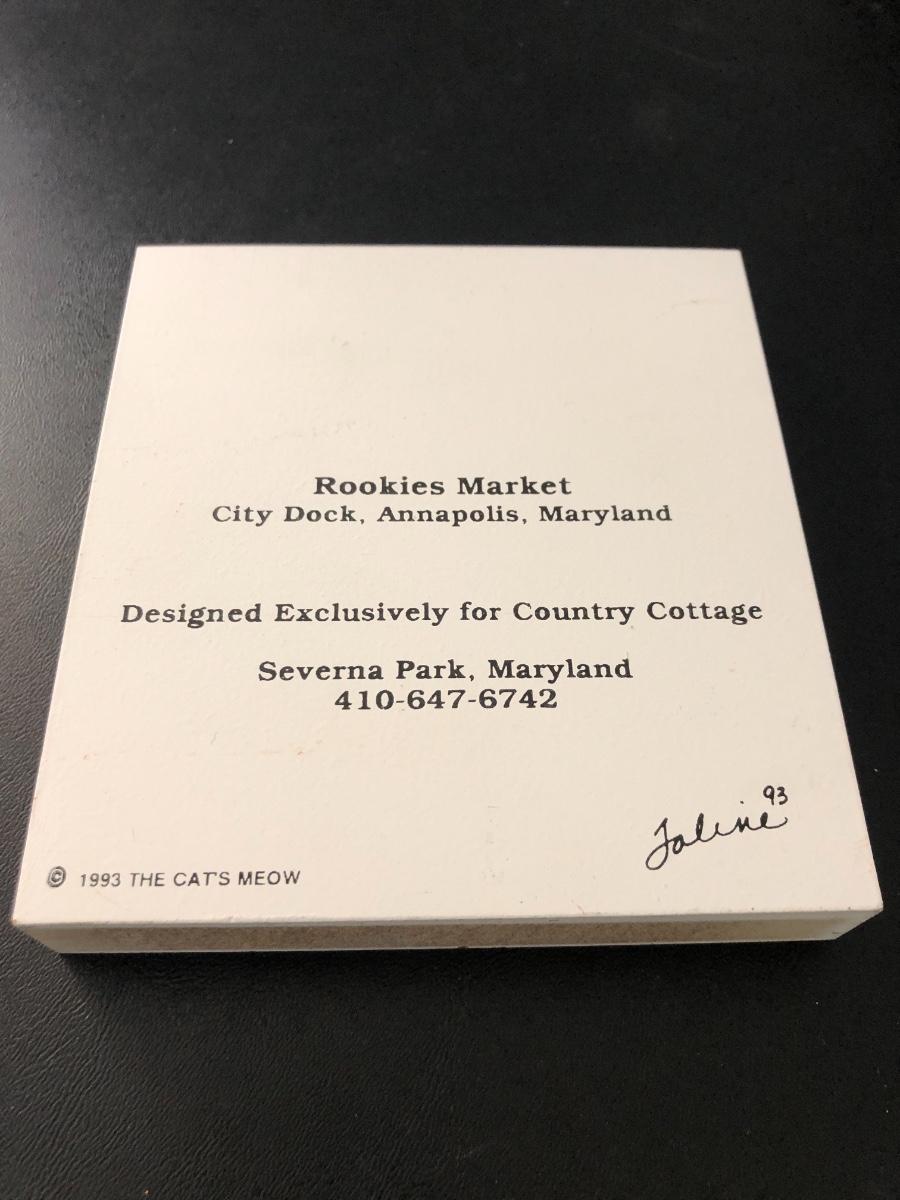 Rookies Market
City Dock, Annapolis, Maryland
Designed Exclusively for Country Cottage
Severna Park, Maryland
410-647-6742
Faline 93
© 1993 THE CAT'S MEOW